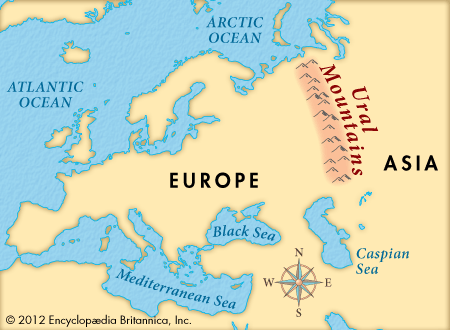 ARCTIC
OCEAN
ATLANTIC
OCEAN
Ural
Mountains
ASIA
EUROPE
Black Sea
Caspian
Sea
Mediterranean Sea
N
W E
S
© 2012 Encyclopædia Britannica, Inc.